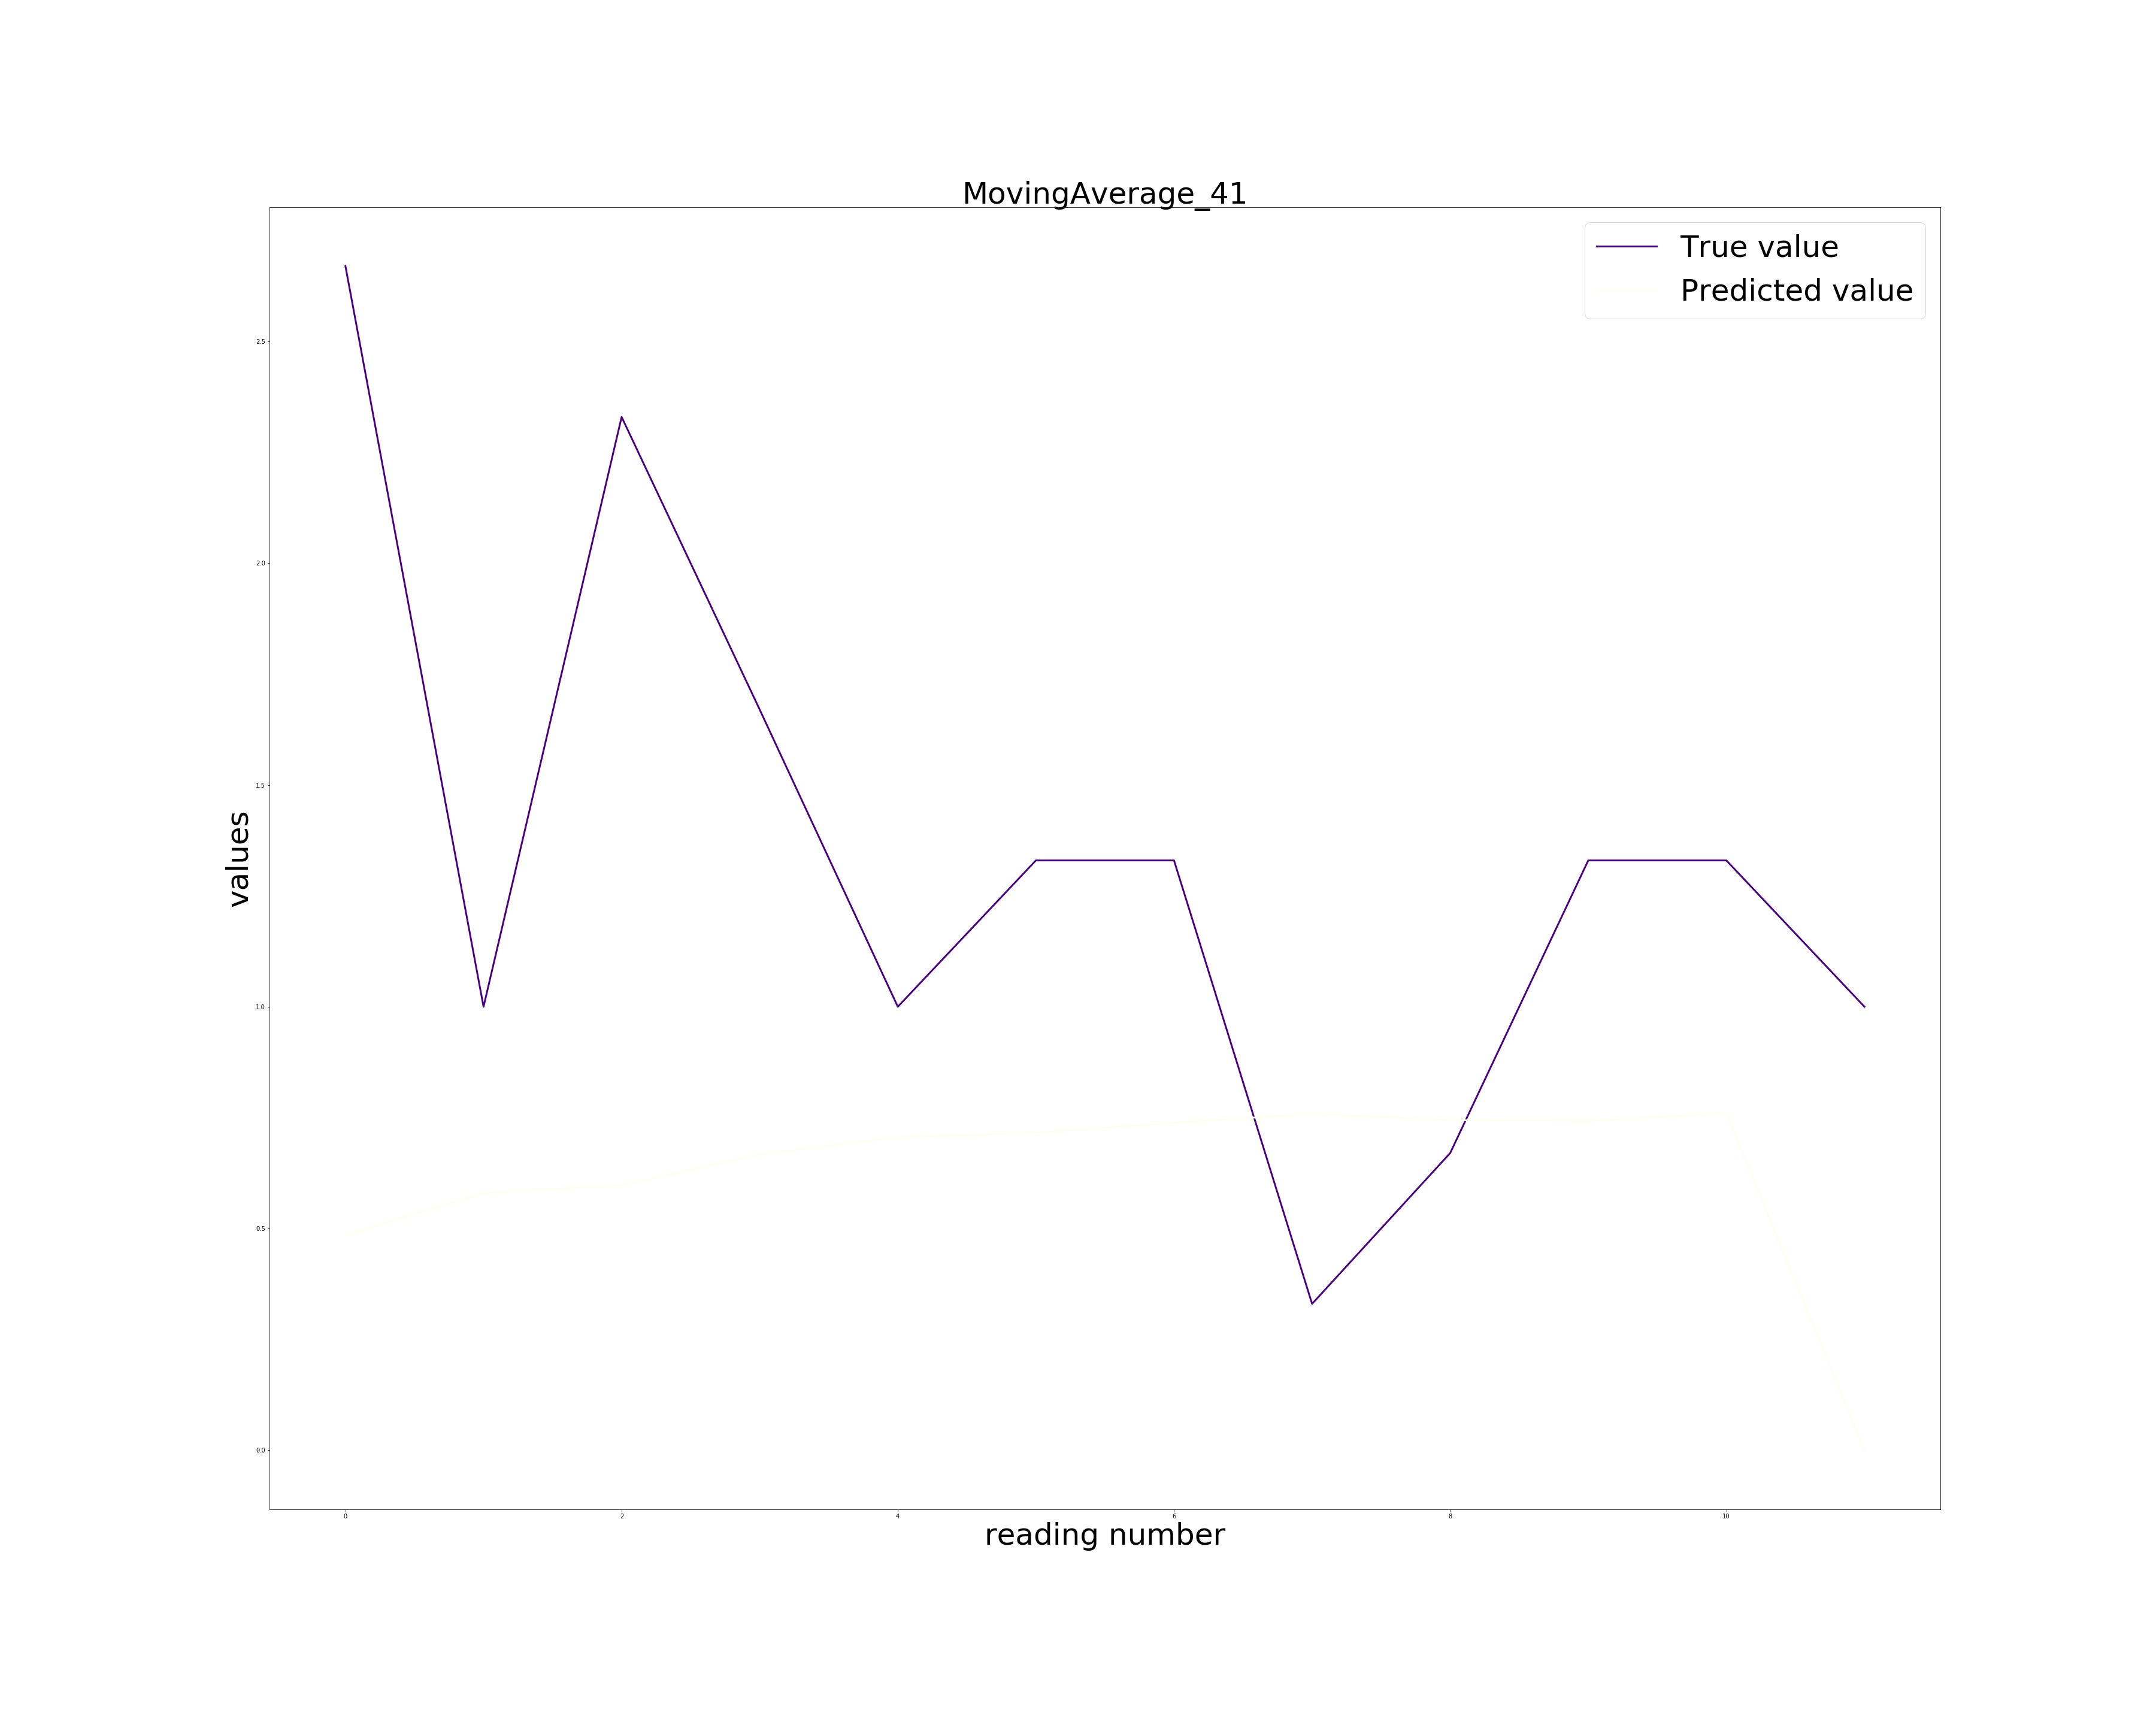 MovingAverage_41
True value
Predicted value
2.5
2.0
1.5
1.0
0.5
0.0
values
0 2 4 6 8 10
reading number